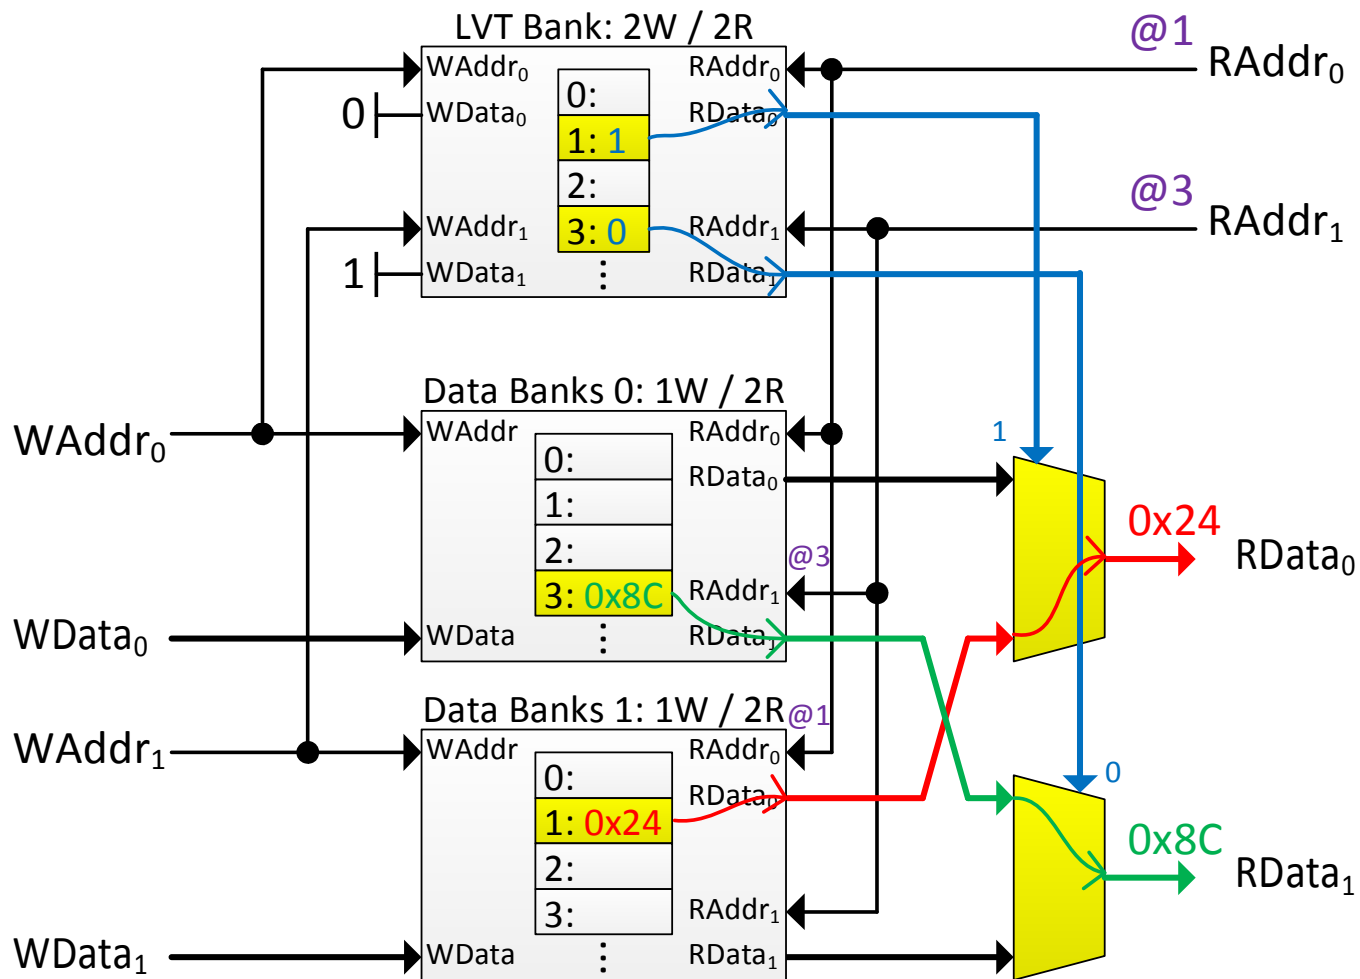 LVT Bank: 2W / 2R
@1
WAddr₀ RAddr₀ RAddr₀
0:
0 WData₀ RData₀
1: 1
2:
@3
WAddr₁ 3: 0 RAddr₁ RAddr₁
1 WData₁ ⋮ RData₁
Data Banks 0: 1W / 2R
WAddr₀ WAddr RAddr₀ 1
0:
RData₀
1:
0x24
2:
@3
RData₀
3: 0x8C RAddr₁
WData₀ WData ⋮ RData₁
Data Banks 1: 1W / 2R @1
WAddr₁ WAddr RAddr₀
0: 0
RData₀
1: 0x24
0x8C
2:
RData₁
3: RAddr₁
WData₁ WData ⋮ RData₁